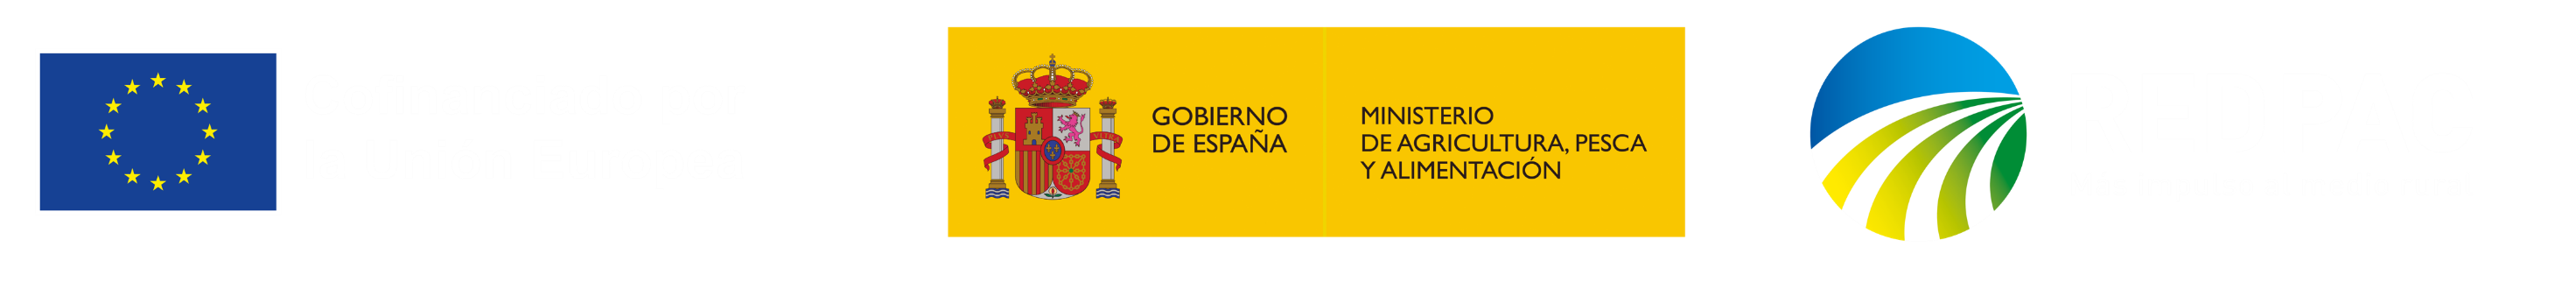 GOBIERNO
DE ESPAÑA
MINISTERIO
DE AGRICULTURA, PESCA
Y ALIMENTACIÓN